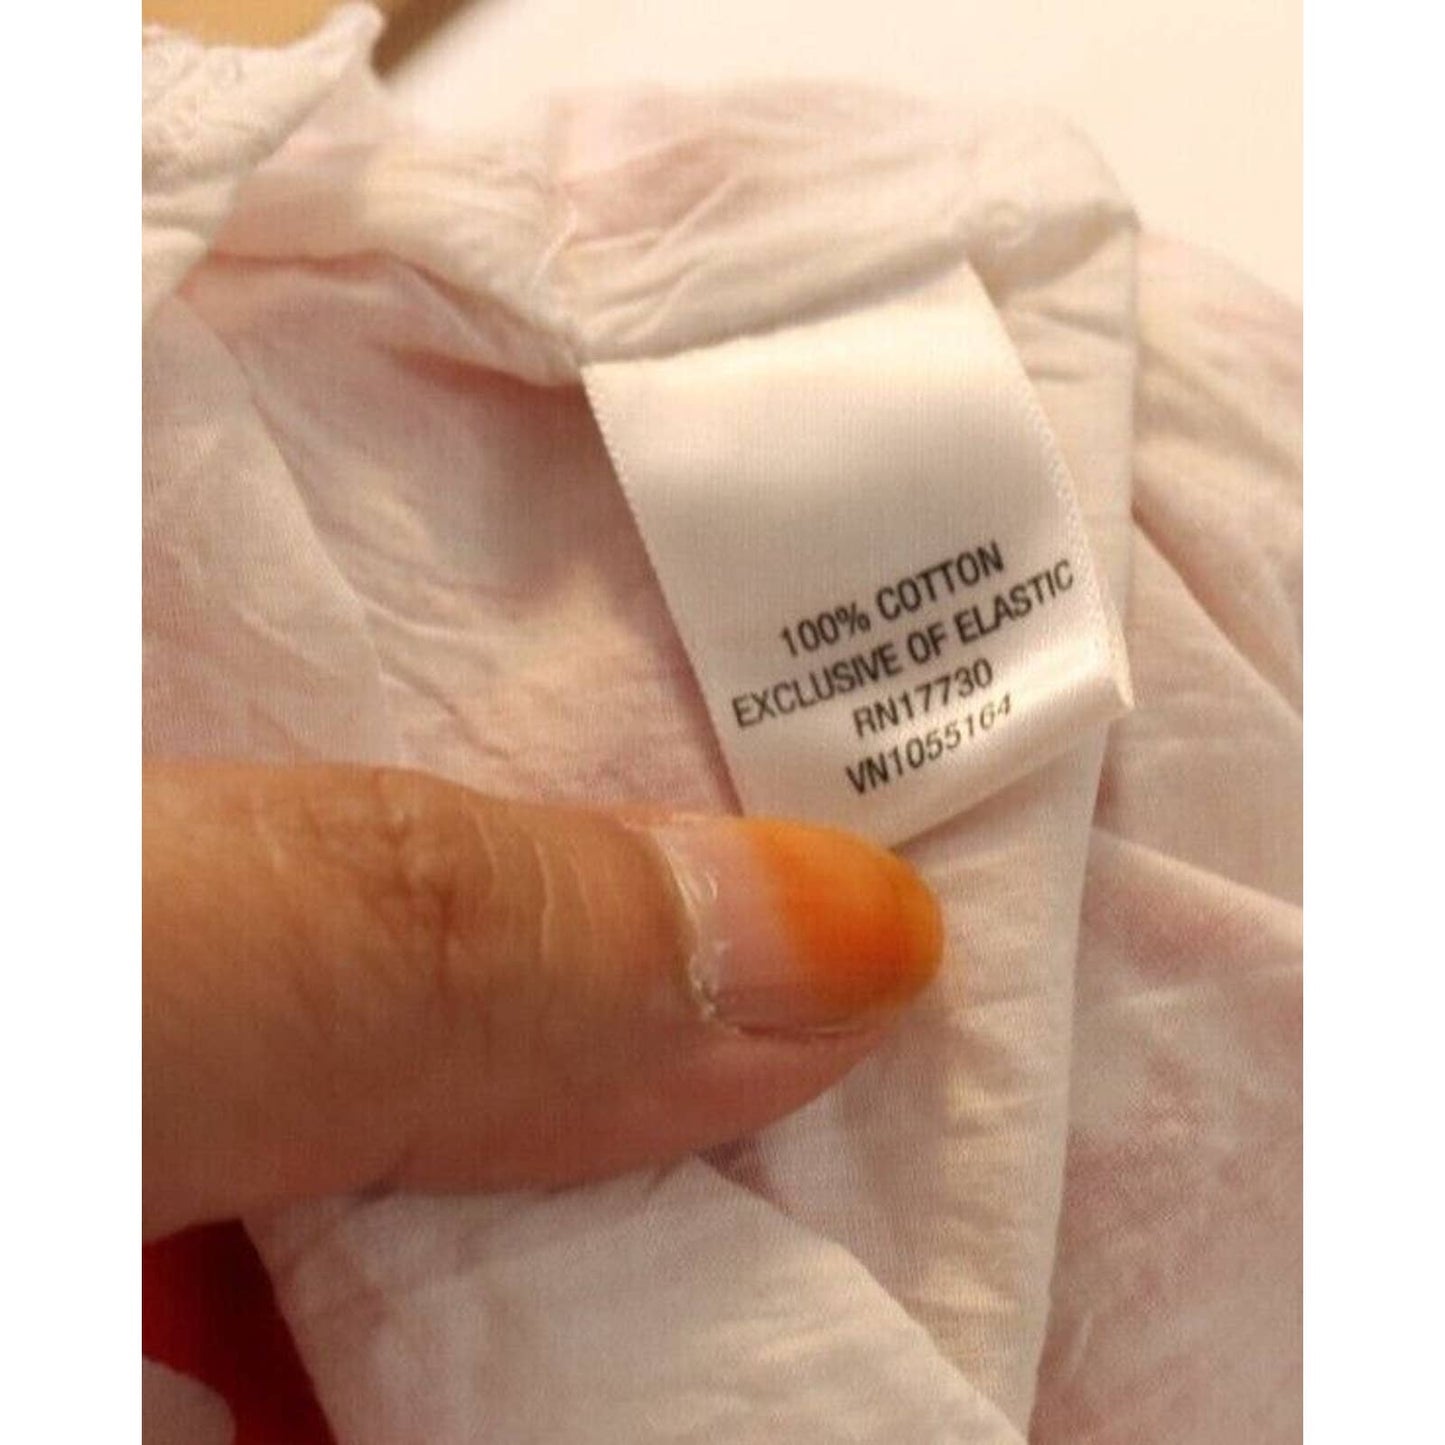 100% COTTON
EXCLUSIVE OF ELASTIC
RN17730
VN1055164